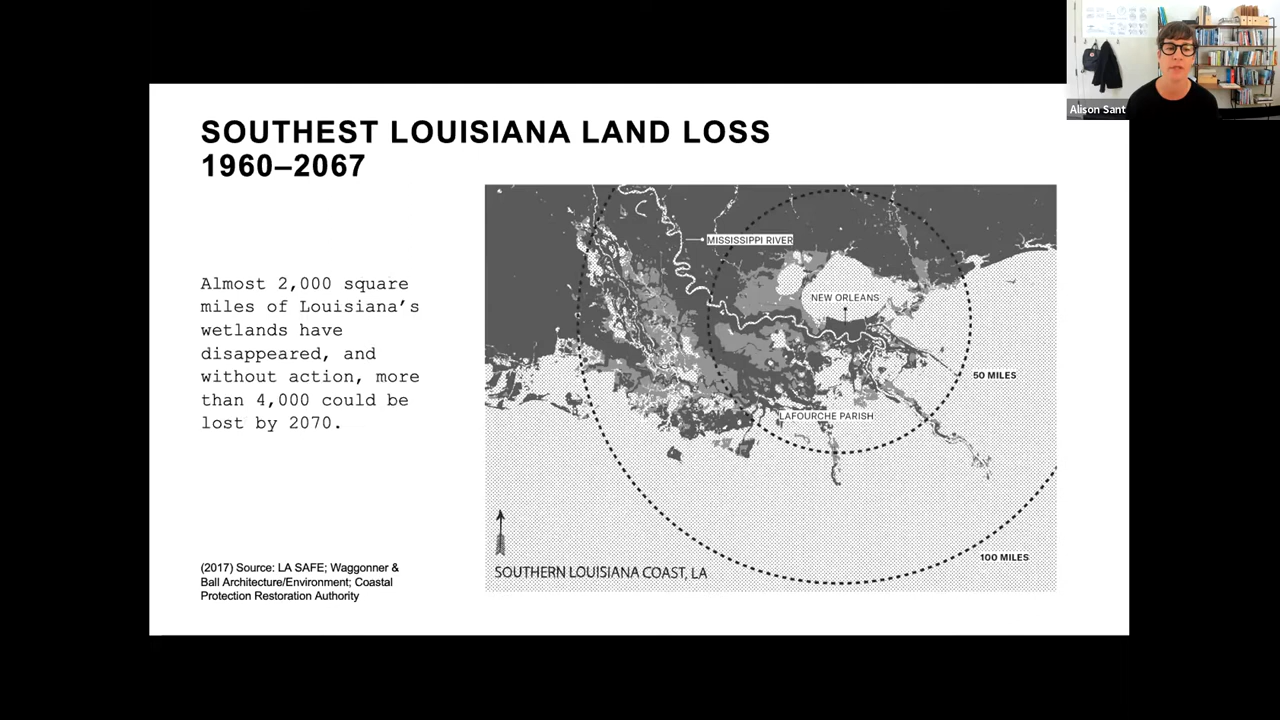 Alison Sant
SOUTHEST LOUISIANA LAND LOSS
1960–2067
Almost 2,000 square
miles of Louisiana's
wetlands have
disappeared, and
without action, more
than 4,000 could be
lost by 2070.
(2017) Source: LA SAFE; Waggonner &
Ball Architecture/Environment; Coastal
Protection Restoration Authority
MISSISSIPPI RIVER
NEW ORLEANS
50 MILES
LAFOURCHE PARISH
100 MILES
SOUTHERN LOUISIANA COAST, LA